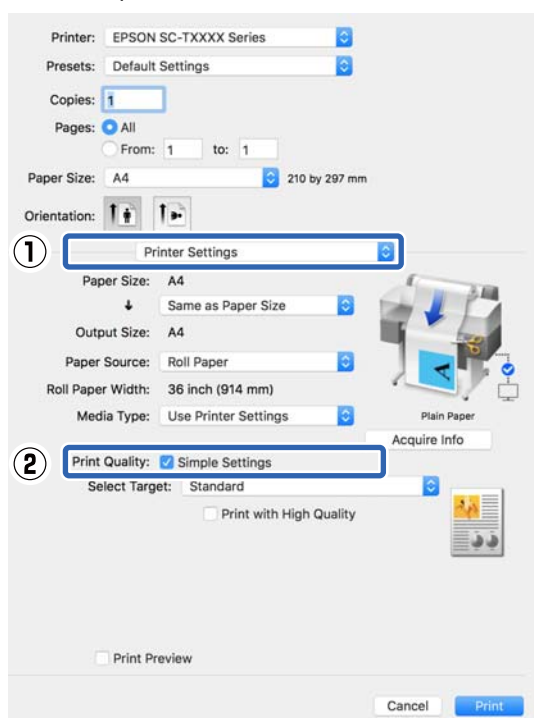 Printer: EPSON SC-TXXXX Series
Presets: Default Settings
Copies: 1
Pages: All
From: 1 to: 1
Paper Size: A4 210 by 297 mm
Orientation:
1 Printer Settings
Paper Size: A4
Same as Paper Size
Output Size: A4
Paper Source: Roll Paper
Roll Paper Width: 36 inch (914 mm)
Media Type: Use Printer Settings
Plain Paper
Acquire Info
2 Print Quality: Simple Settings
Select Target: Standard
Print with High Quality
Print Preview
Cancel Print